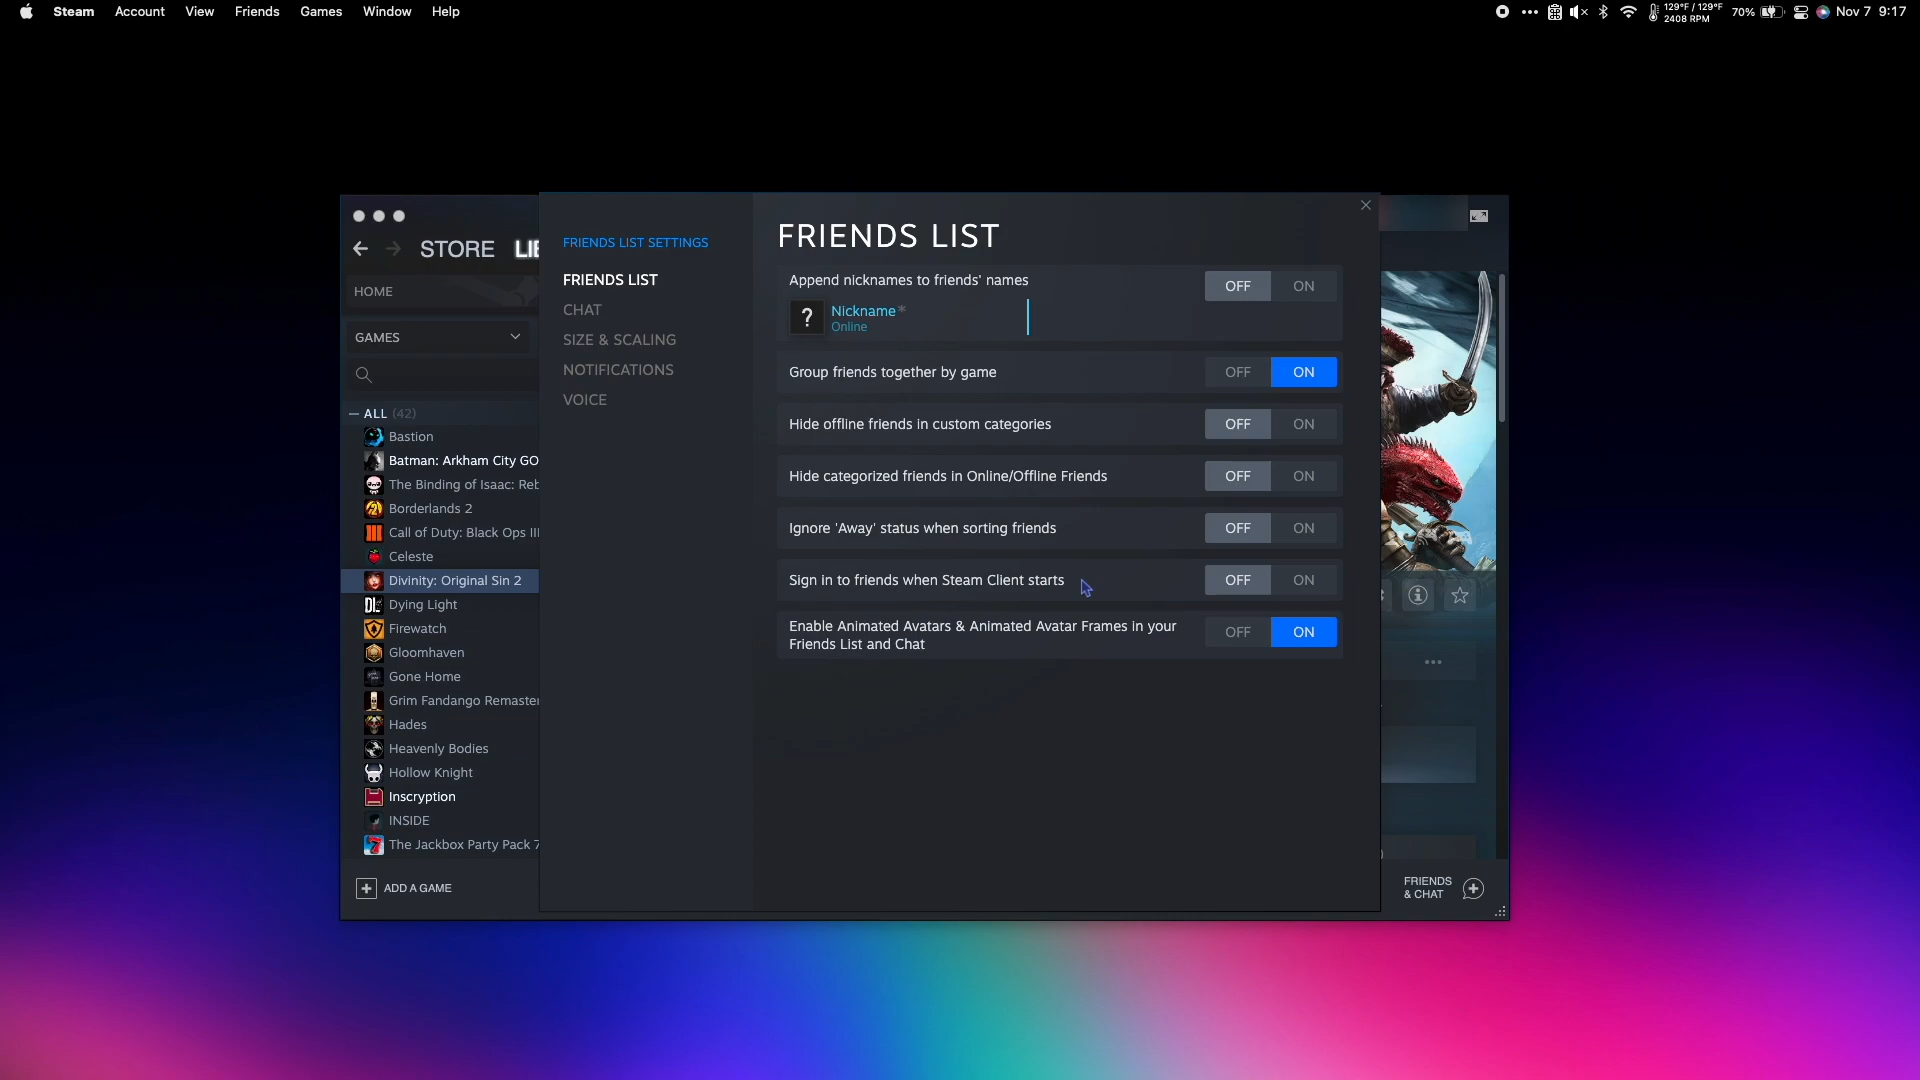 Steam Account View Friends Games Window Help
129°F / 129°F
2408 RPM
70%
Nov 7 9:17
STORE
HOME
GAMES
— ALL (42)
Bastion
Batman: Arkham City GO
The Binding of Isaac: Reb
Borderlands 2
Call of Duty: Black Ops III
Celeste
Divinity: Original Sin 2
DL Dying Light
Firewatch
Gloomhaven
Gone Home
Grim Fandango Remaster
Hades
Heavenly Bodies
Hollow Knight
Inscryption
INSIDE
7 The Jackbox Party Pack 7
+ ADD A GAME
FRIENDS LIST SETTINGS
FRIENDS LIST
CHAT
SIZE & SCALING
NOTIFICATIONS
VOICE
FRIENDS LIST
Append nicknames to friends' names OFF ON
? Nickname*
Online
Group friends together by game OFF ON
Hide offline friends in custom categories OFF ON
Hide categorized friends in Online/Offline Friends OFF ON
Ignore 'Away' status when sorting friends OFF ON
Sign in to friends when Steam Client starts OFF ON
Enable Animated Avatars & Animated Avatar Frames in your
Friends List and Chat OFF ON
FRIENDS
& CHAT